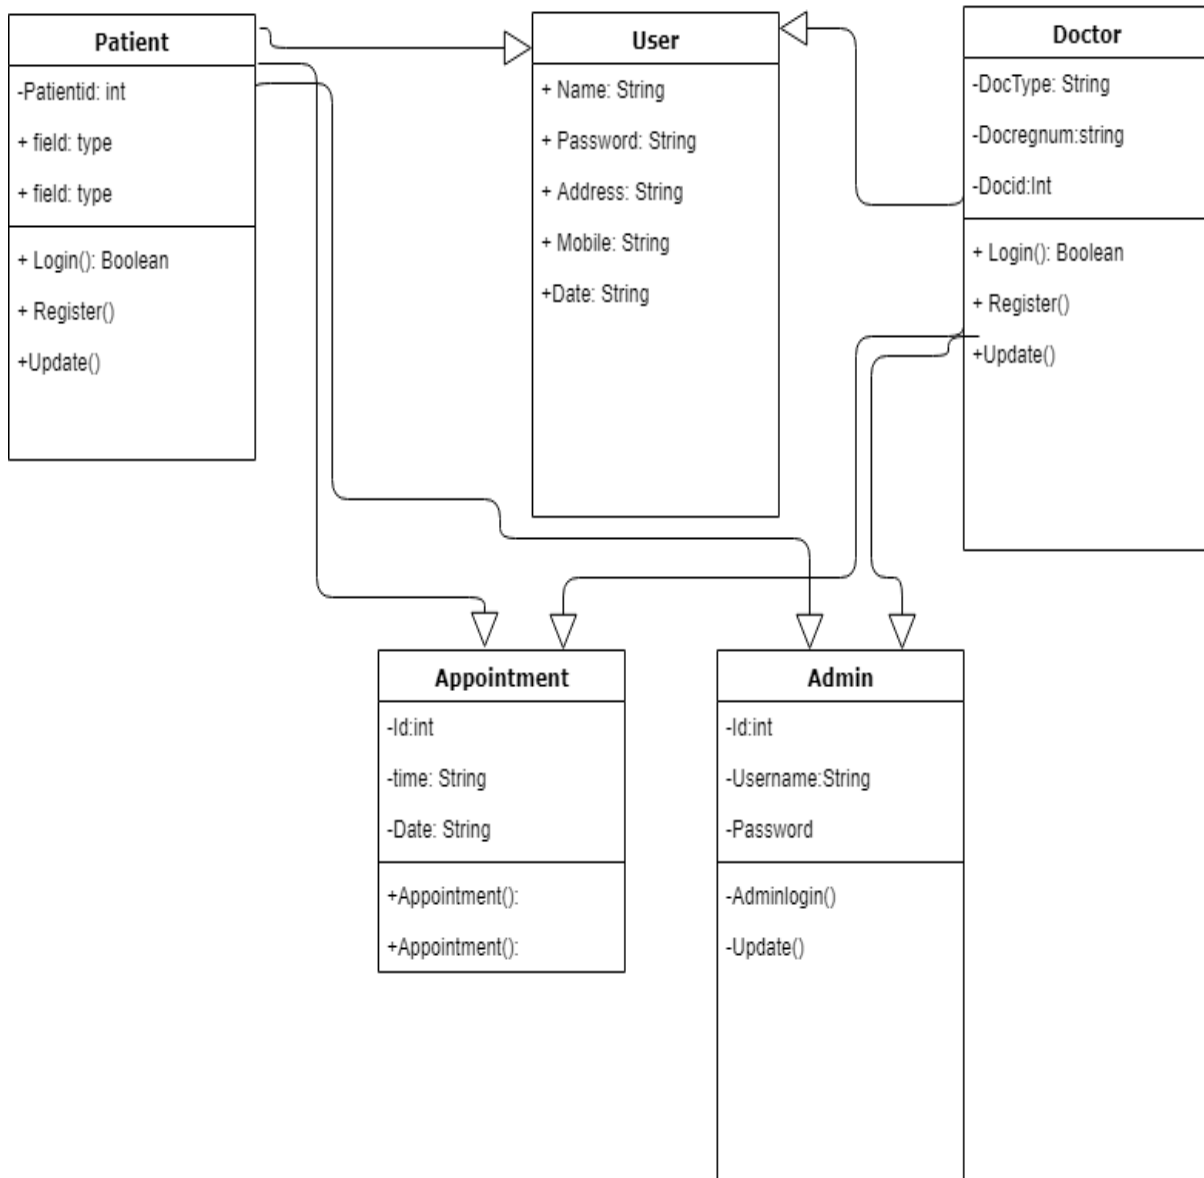 Patient
-Patientid: int
+ field: type
+ field: type
+ Login(): Boolean
+ Register()
+Update()
User
+ Name: String
+ Password: String
+ Address: String
+ Mobile: String
+Date: String
Doctor
-DocType: String
-Docregnum:string
-Docid:Int
+ Login(): Boolean
+ Register()
+Update()
Appointment
-Id:int
-time: String
-Date: String
+Appointment():
+Appointment():
Admin
-Id:int
-Username:String
-Password
-Adminlogin()
-Update()